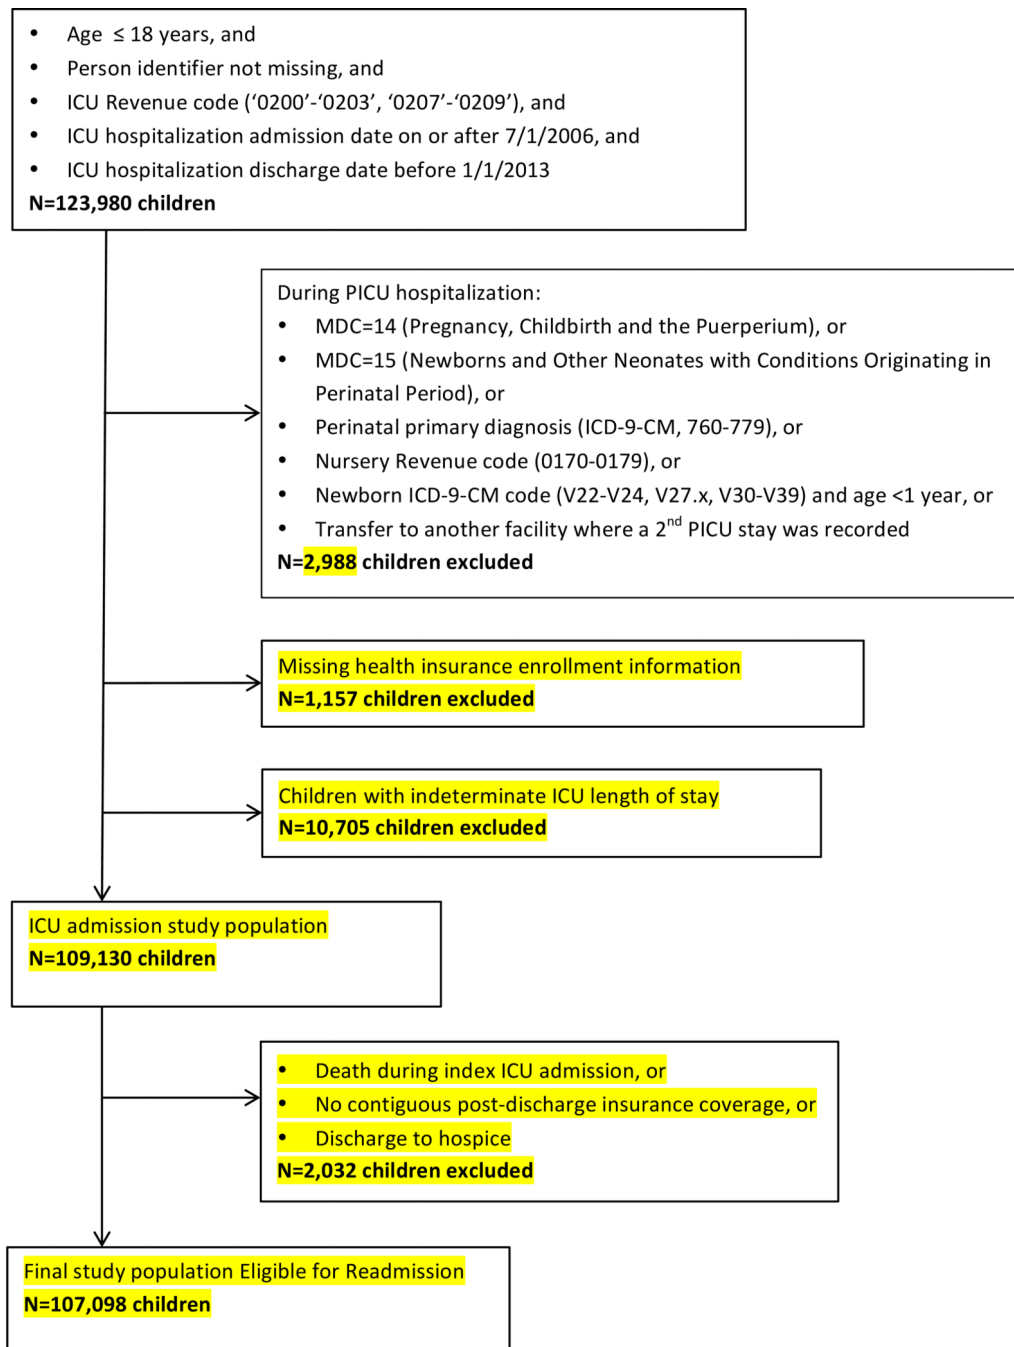 • Age ≤ 18 years, and
• Person identifier not missing, and
• ICU Revenue code (‘0200’-‘0203’, ‘0207’-‘0209’), and
• ICU hospitalization admission date on or after 7/1/2006, and
• ICU hospitalization discharge date before 1/1/2013
N=123,980 children
During PICU hospitalization:
• MDC=14 (Pregnancy, Childbirth and the Puerperium), or
• MDC=15 (Newborns and Other Neonates with Conditions Originating in
Perinatal Period), or
• Perinatal primary diagnosis (ICD-9-CM, 760-779), or
• Nursery Revenue code (0170-0179), or
• Newborn ICD-9-CM code (V22-V24, V27.x, V30-V39) and age <1 year, or
• Transfer to another facility where a 2nd PICU stay was recorded
N=2,988 children excluded
Missing health insurance enrollment information
N=1,157 children excluded
Children with indeterminate ICU length of stay
N=10,705 children excluded
ICU admission study population
N=109,130 children
• Death during index ICU admission, or
• No contiguous post-discharge insurance coverage, or
• Discharge to hospice
N=2,032 children excluded
Final study population Eligible for Readmission
N=107,098 children